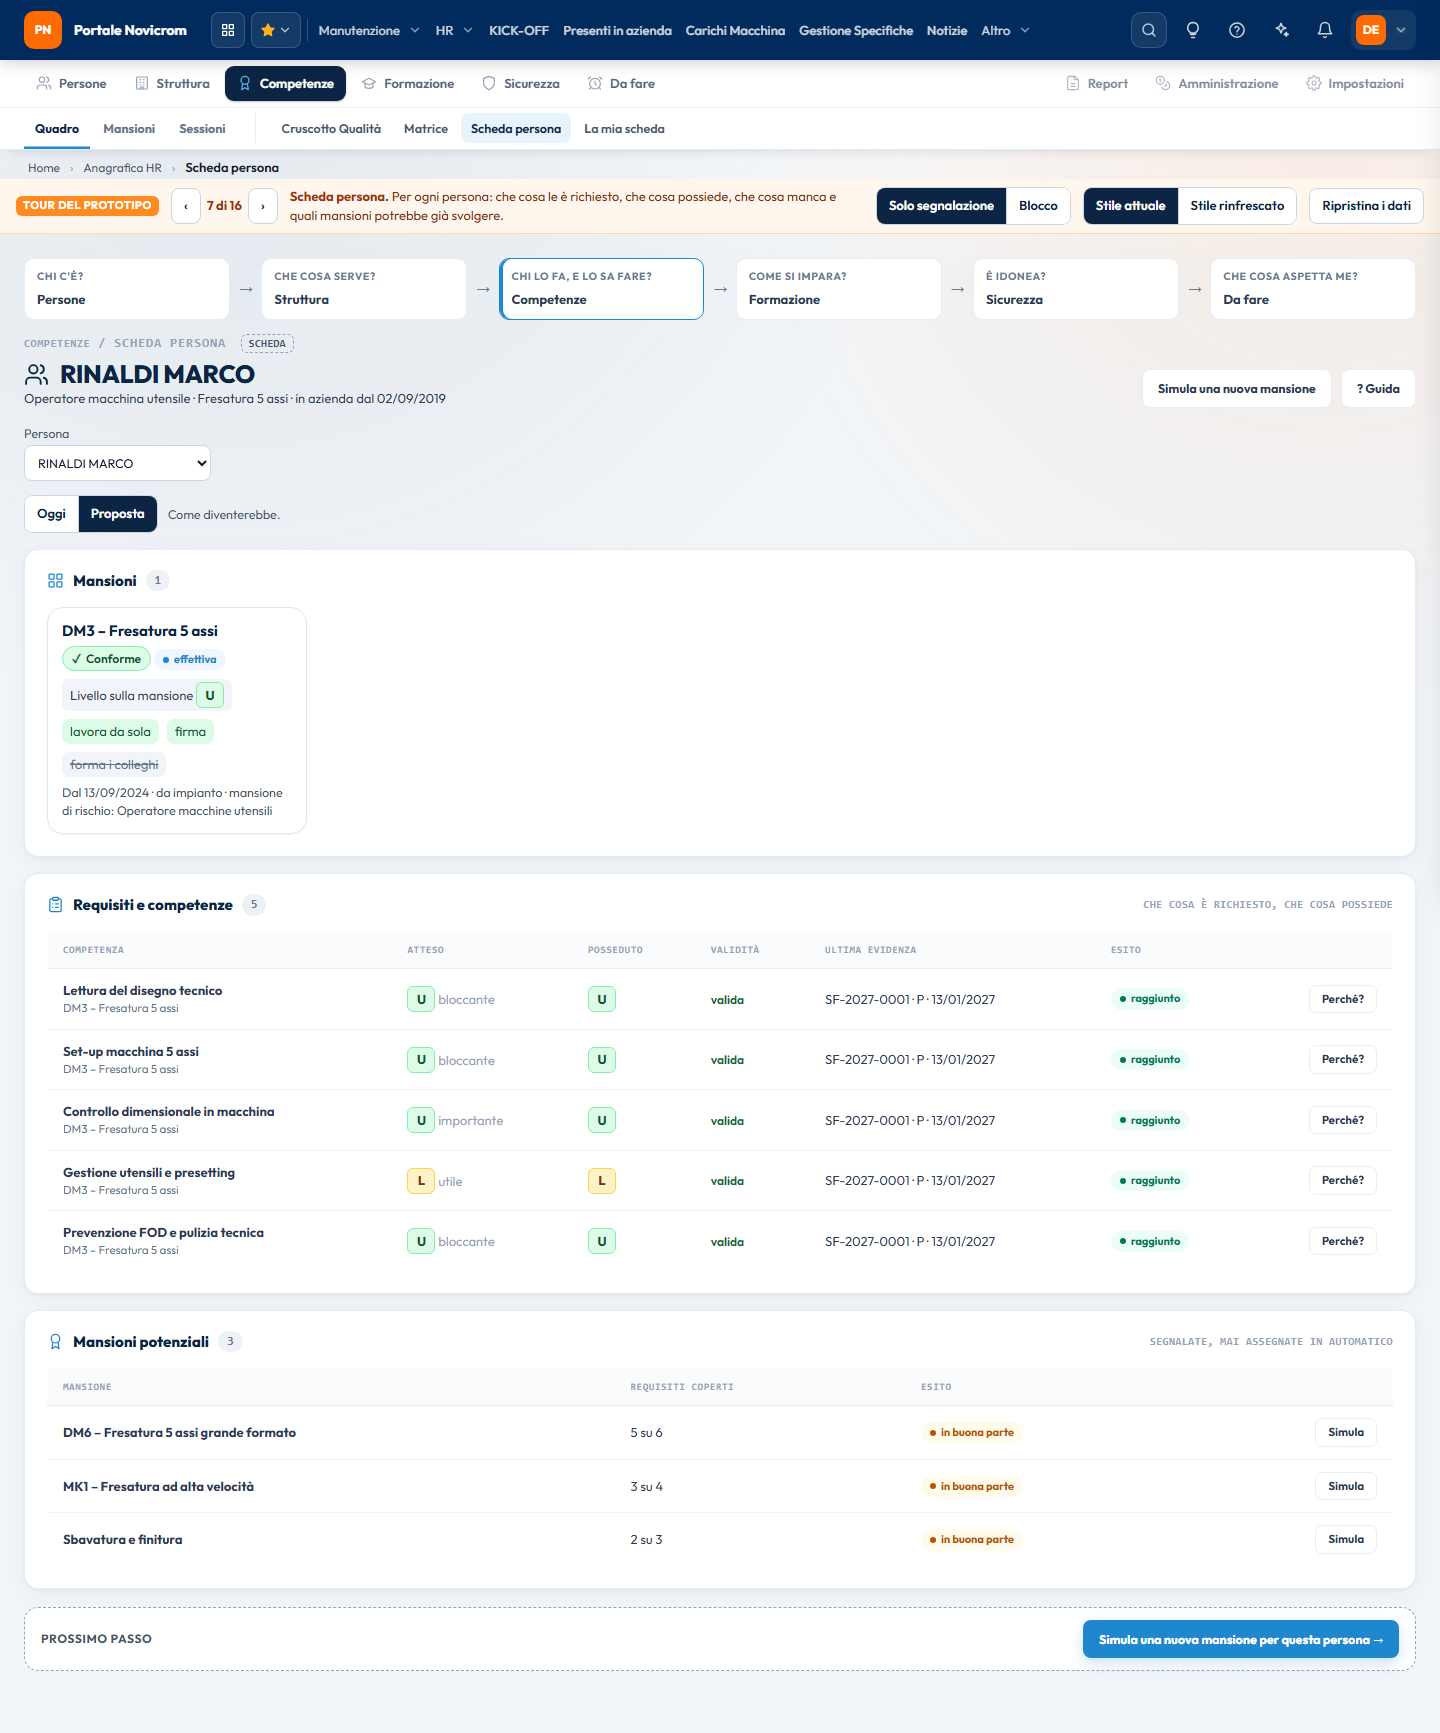 PN Portale Novicrom Manutenzione HR KICK-OFF Presenti in azienda Carichi Macchina Gestione Specifiche Notizie Altro DE
Persone Struttura Competenze Formazione Sicurezza Da fare Report Amministrazione Impostazioni
Quadro Mansioni Sessioni Cruscotto Qualità Matrice Scheda persona La mia scheda
Home › Anagrafica HR › Scheda persona
TOUR DEL PROTOTIPO ‹ 7 di 16 › Scheda persona. Per ogni persona: che cosa le è richiesto, che cosa possiede, che cosa manca e
quali mansioni potrebbe già svolgere.
Solo segnalazione Blocco Stile attuale Stile rinfrescato Ripristina i dati
CHI C'È? → CHE COSA SERVE? → CHI LO FA, E LO SA FARE? → COME SI IMPARA? → È IDONEA? → CHE COSA ASPETTA ME?
Persone Struttura Competenze Formazione Sicurezza Da fare
COMPETENZE / SCHEDA PERSONA SCHEDA
RINALDI MARCO
Operatore macchina utensile · Fresatura 5 assi · in azienda dal 02/09/2019
Simula una nuova mansione ? Guida
Persona
RINALDI MARCO
Oggi Proposta Come diventerebbe.
Mansioni 1
DM3 – Fresatura 5 assi
✓ Conforme effettiva
Livello sulla mansione U
lavora da sola firma
forma i colleghi
Dal 13/09/2024 · da impianto · mansione
di rischio: Operatore macchine utensili
Requisiti e competenze 5 CHE COSA È RICHIESTO, CHE COSA POSSIEDE
COMPETENZA ATTESO POSSEDUTO VALIDITÀ ULTIMA EVIDENZA ESITO
Lettura del disegno tecnico
DM3 – Fresatura 5 assi
U bloccante U valida SF-2027-0001 · P · 13/01/2027 raggiunto Perché?
Set-up macchina 5 assi
DM3 – Fresatura 5 assi
U bloccante U valida SF-2027-0001 · P · 13/01/2027 raggiunto Perché?
Controllo dimensionale in macchina
DM3 – Fresatura 5 assi
U importante U valida SF-2027-0001 · P · 13/01/2027 raggiunto Perché?
Gestione utensili e presetting
DM3 – Fresatura 5 assi
L utile L valida SF-2027-0001 · P · 13/01/2027 raggiunto Perché?
Prevenzione FOD e pulizia tecnica
DM3 – Fresatura 5 assi
U bloccante U valida SF-2027-0001 · P · 13/01/2027 raggiunto Perché?
Mansioni potenziali 3 SEGNALATE, MAI ASSEGNATE IN AUTOMATICO
MANSIONE REQUISITI COPERTI ESITO
DM6 – Fresatura 5 assi grande formato 5 su 6 in buona parte Simula
MK1 – Fresatura ad alta velocità 3 su 4 in buona parte Simula
Sbavatura e finitura 2 su 3 in buona parte Simula
PROSSIMO PASSO Simula una nuova mansione per questa persona →